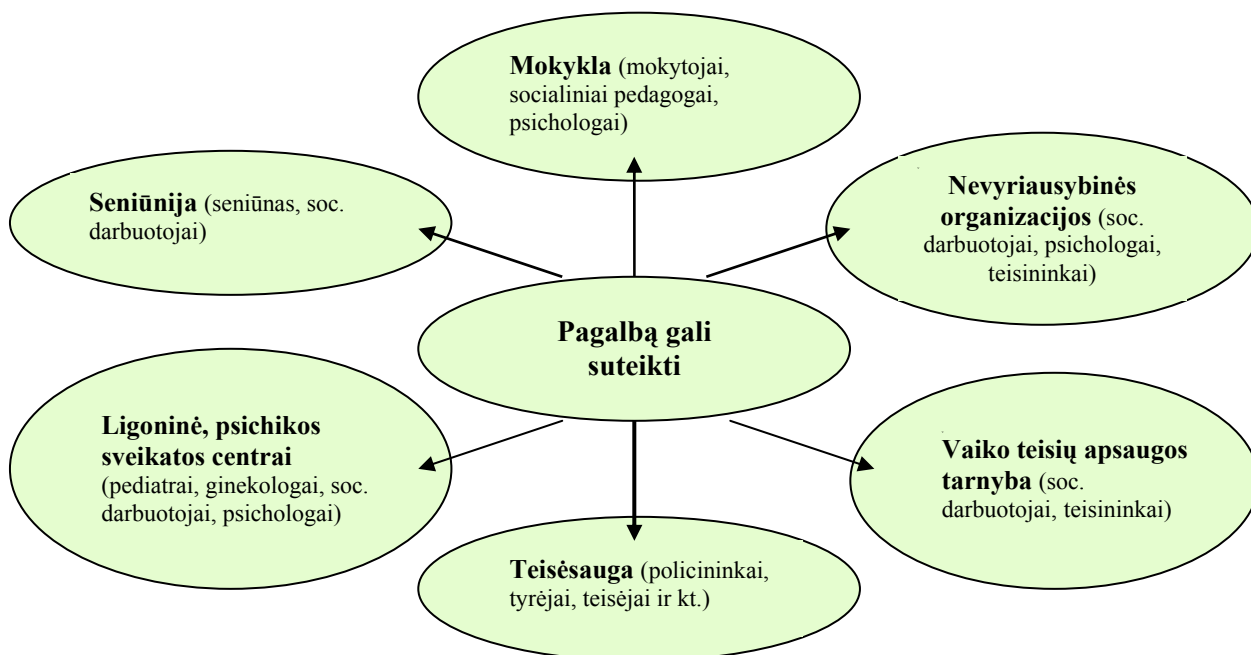 Mokykla (mokytojai,
socialiniai pedagogai,
psichologai)
Seniūnija (seniūnas, soc.
darbuotojai)
Nevyriausybinės
organizacijos (soc.
darbuotojai, psichologai,
teisininkai)
Pagalbą gali
suteikti
Ligoninė, psichikos
sveikatos centrai
(pediatrai, ginekologai, soc.
darbuotojai, psichologai)
Vaiko teisių apsaugos
tarnyba (soc.
darbuotojai, teisininkai)
Teisėsauga (policininkai,
tyrėjai, teisėjai ir kt.)